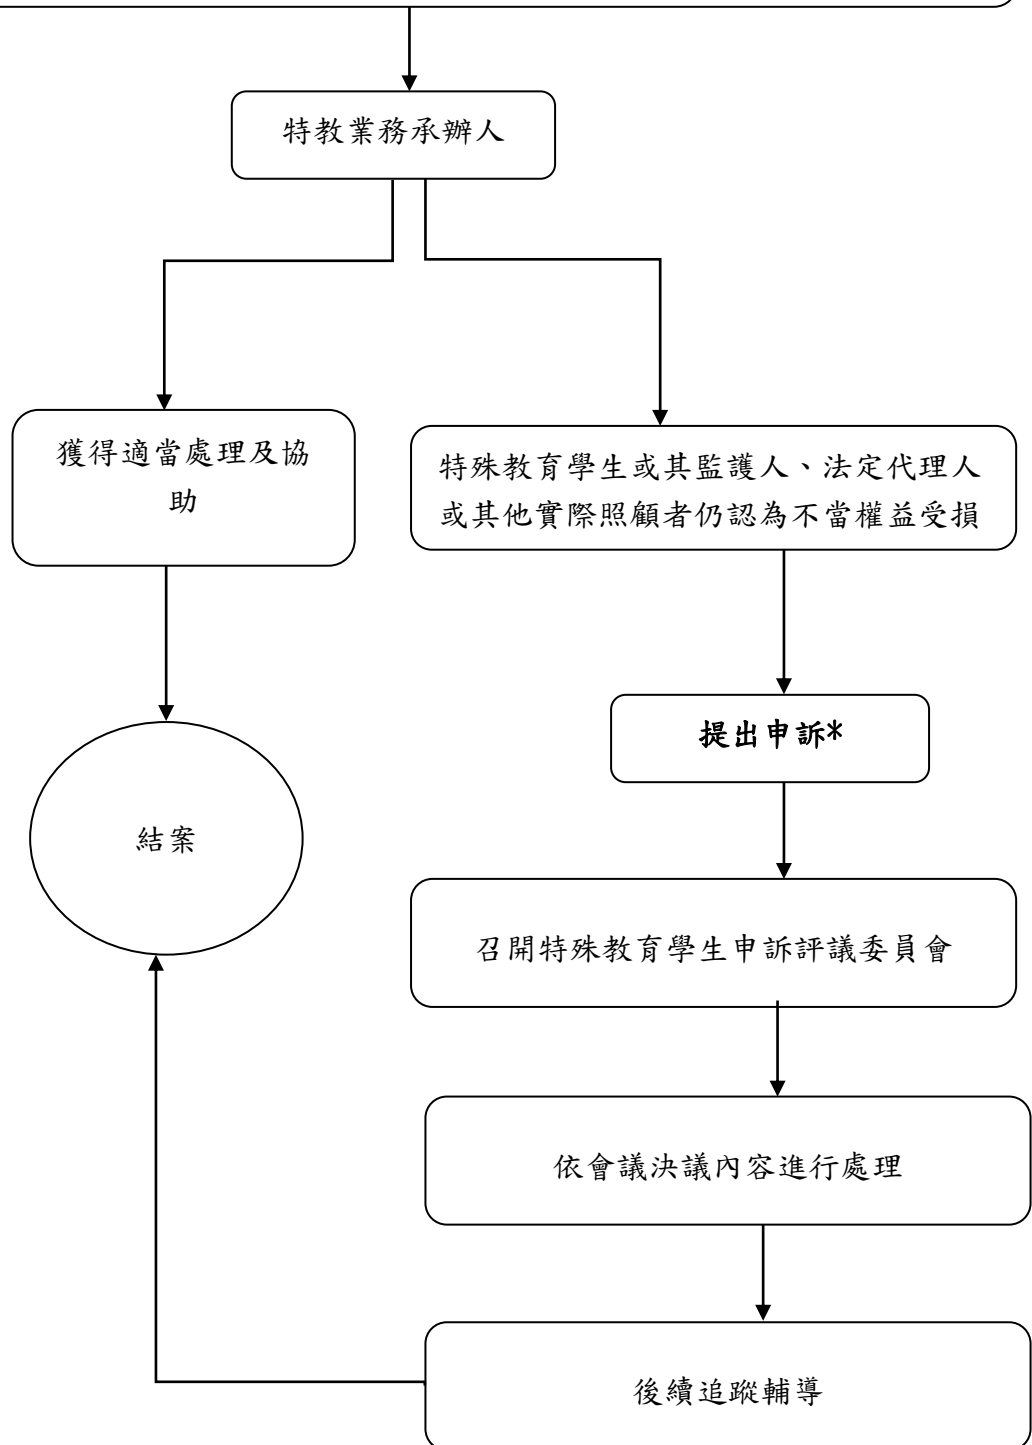 特教業務承辦人
獲得適當處理及協
助
特殊教育學生或其監護人、法定代理人
或其他實際照顧者仍認為不當權益受損
提出申訴*
結案
召開特殊教育學生申訴評議委員會
依會議決議內容進行處理
後續追蹤輔導